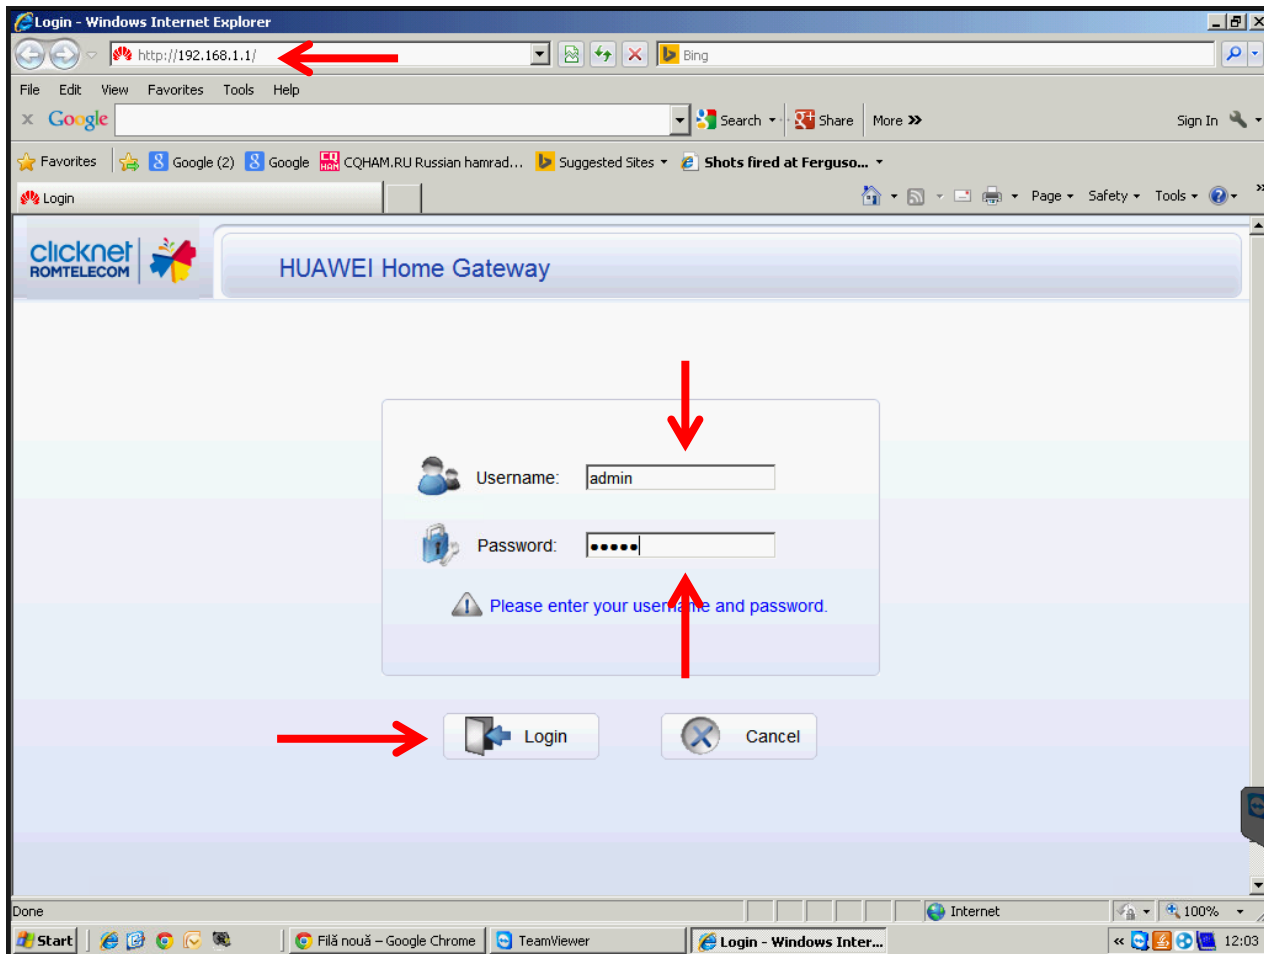 Login - Windows Internet Explorer
http://192.168.1.1/
Bing
File Edit View Favorites Tools Help
x Google Search Share More Sign In
Favorites Google (2) Google CQHAM.RU Russian hamrad... Suggested Sites Shots fired at Ferguso...
Login Page Safety Tools
clicknet
ROMTELECOM
HUAWEI Home Gateway
Username: admin
Password: •••••
Please enter your username and password.
Login Cancel
Done Internet 100%
Start Filă nouă – Google Chrome TeamViewer Login - Windows Inter... 12:03